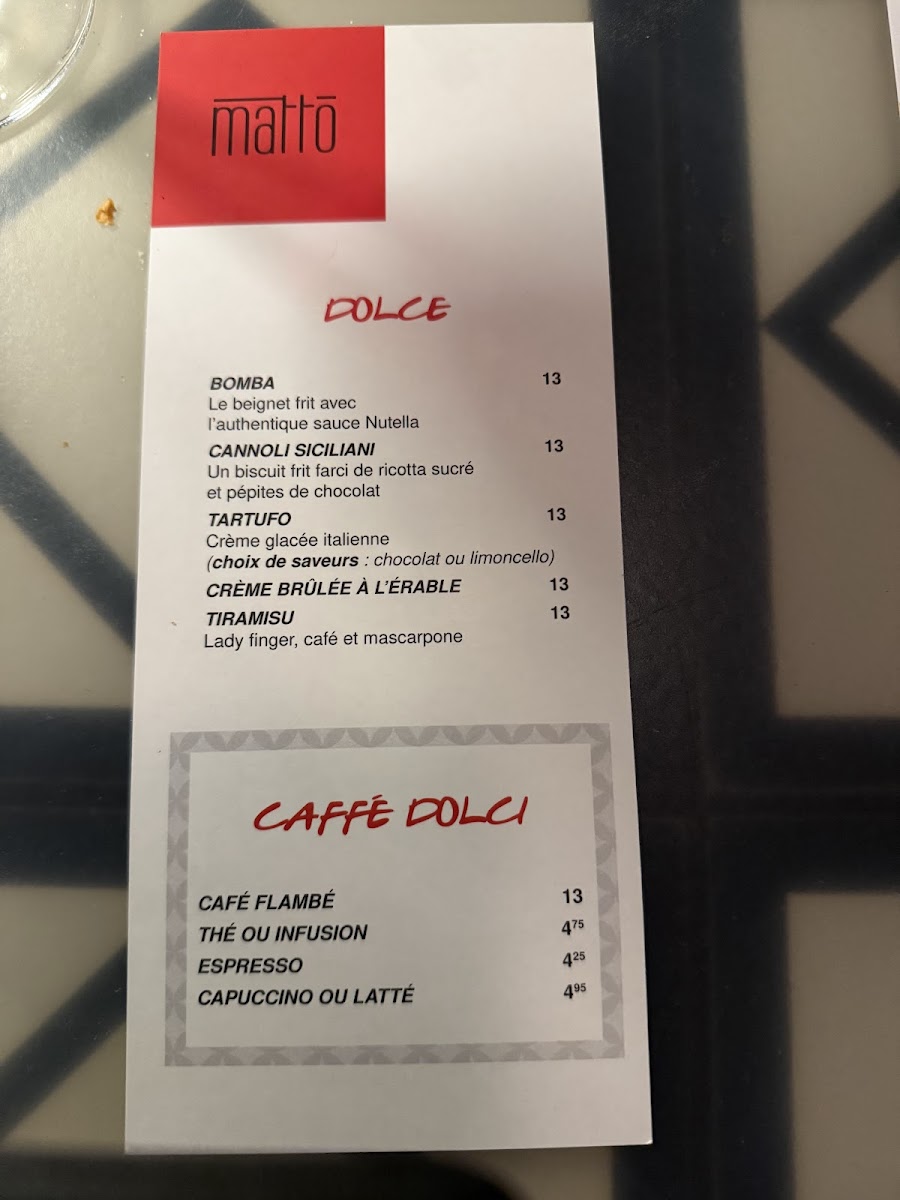 mattō
DOLCE
BOMBA 13
Le beignet frit avec
l'authentique sauce Nutella
CANNOLI SICILIANI 13
Un biscuit frit farci de ricotta sucré
et pépites de chocolat
TARTUFO 13
Crème glacée italienne
(choix de saveurs : chocolat ou limoncello)
CRÈME BRÛLÉE À L'ÉRABLE 13
TIRAMISU 13
Lady finger, café et mascarpone
CAFFÉ DOLCI
CAFÉ FLAMBÉ 13
THÉ OU INFUSION 4⁷⁵
ESPRESSO 4²⁵
CAPUCCINO OU LATTÉ 4⁹⁵